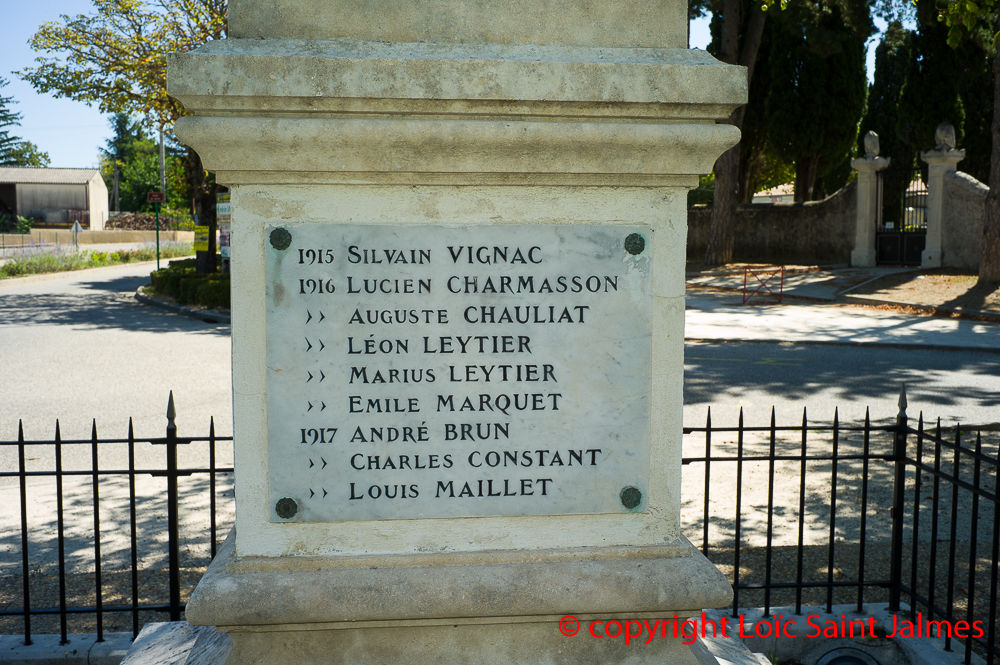 1915 SILVAIN VIGNAC
1916 LUCIEN CHARMASSON
›› AUGUSTE CHAULIAT
›› LÉON LEYTIER
›› MARIUS LEYTIER
›› EMILE MARQUET
1917 ANDRÉ BRUN
›› CHARLES CONSTANT
›› LOUIS MAILLET
© copyright Loïc Saint Jalmes